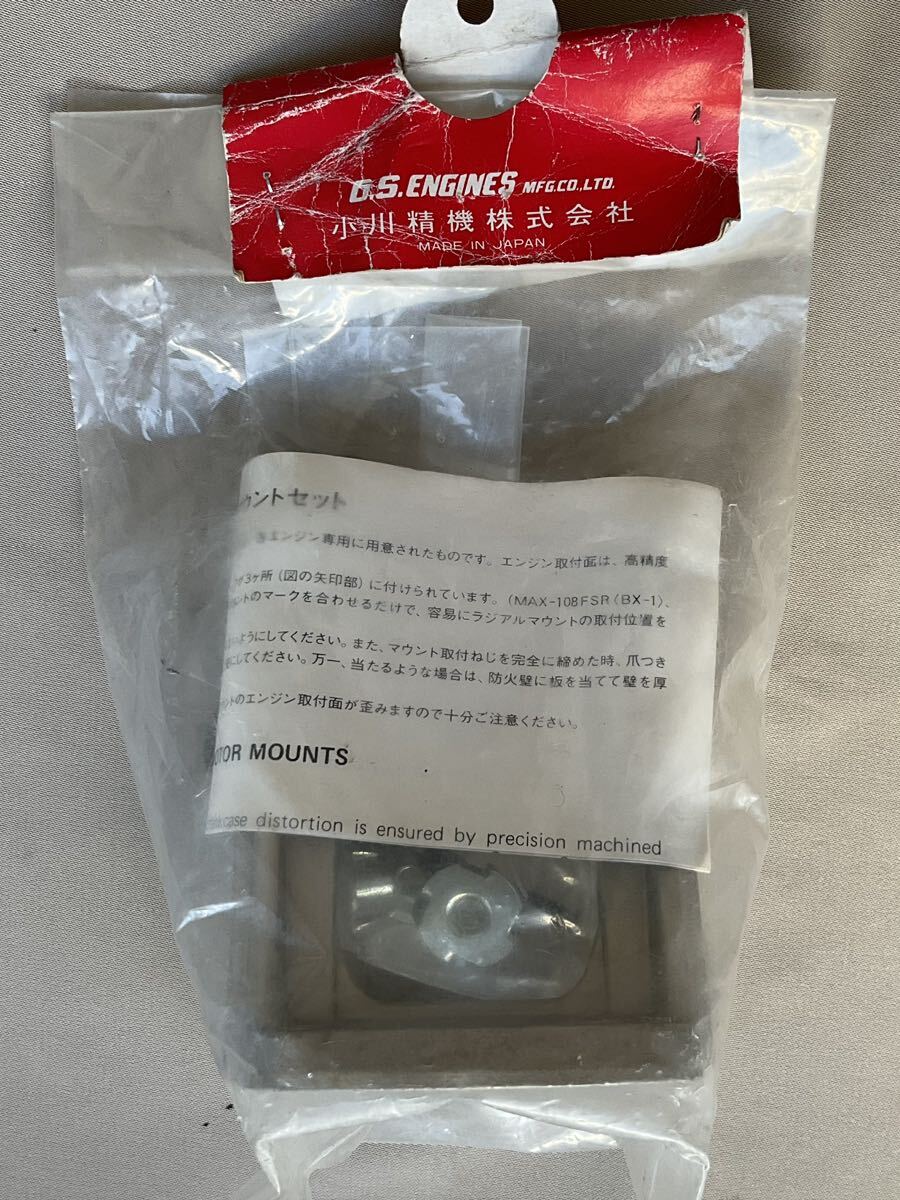 O.S. ENGINES MFG.CO.,LTD.
小川精機株式会社
MADE IN JAPAN
ウントセット
きエンジン専用に用意されたものです。エンジン取付面は、高精度
が3ヶ所(図の矢印部)に付けられています。(MAX-108FSR〈BX-1〉、
ントのマークを合わせるだけで、容易にラジアルマウントの取付位置を
ようにしてください。また、マウント取付ねじを完全に締めた時、爪つき
にしてください。万一、当たるような場合は、防火壁に板を当てて壁を厚
ントのエンジン取付面が歪みますので十分ご注意ください。
OTOR MOUNTS
case distortion is ensured by precision machined